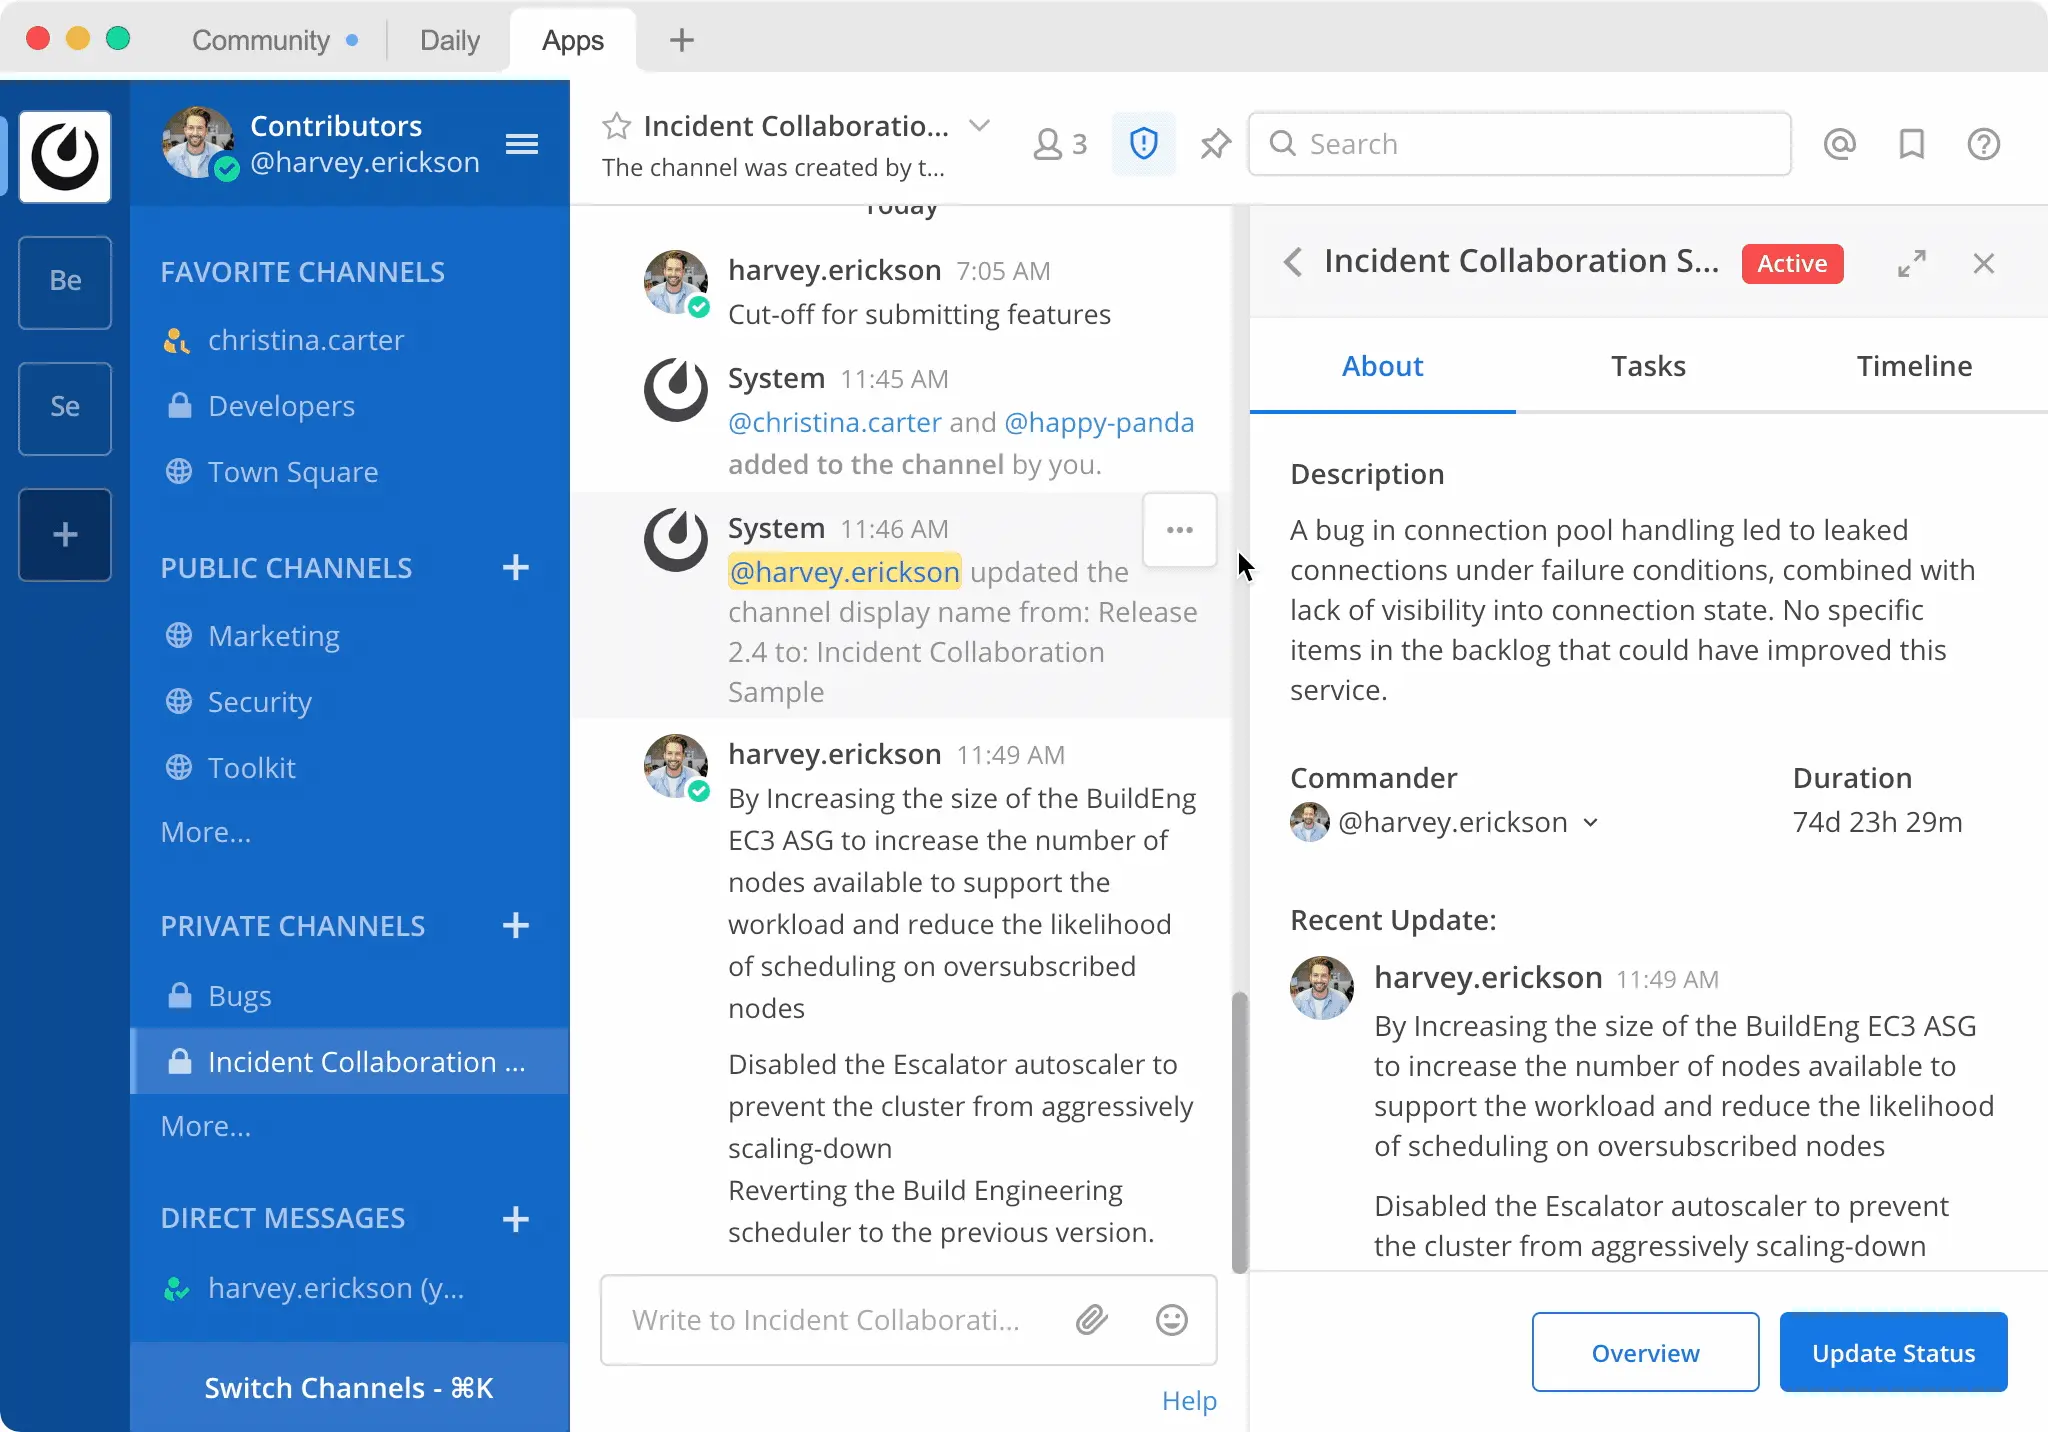 Community
Daily
Apps
Contributors
@harvey.erickson
Be
Se
FAVORITE CHANNELS
christina.carter
Developers
Town Square
PUBLIC CHANNELS
Marketing
Security
Toolkit
More...
PRIVATE CHANNELS
Bugs
Incident Collaboration ...
More...
DIRECT MESSAGES
harvey.erickson (y...
Switch Channels - ⌘K
Incident Collaboratio...
The channel was created by t...
3
Search
Today
harvey.erickson 7:05 AM
Cut-off for submitting features
System 11:45 AM
@christina.carter and @happy-panda
added to the channel by you.
System 11:46 AM
@harvey.erickson updated the
channel display name from: Release
2.4 to: Incident Collaboration
Sample
harvey.erickson 11:49 AM
By Increasing the size of the BuildEng
EC3 ASG to increase the number of
nodes available to support the
workload and reduce the likelihood
of scheduling on oversubscribed
nodes
Disabled the Escalator autoscaler to
prevent the cluster from aggressively
scaling-down
Reverting the Build Engineering
scheduler to the previous version.
Write to Incident Collaborati...
Help
Incident Collaboration S... Active
About
Tasks
Timeline
Description
A bug in connection pool handling led to leaked
connections under failure conditions, combined with
lack of visibility into connection state. No specific
items in the backlog that could have improved this
service.
Commander
@harvey.erickson
Duration
74d 23h 29m
Recent Update:
harvey.erickson 11:49 AM
By Increasing the size of the BuildEng EC3 ASG
to increase the number of nodes available to
support the workload and reduce the likelihood
of scheduling on oversubscribed nodes
Disabled the Escalator autoscaler to prevent
the cluster from aggressively scaling-down
Overview
Update Status